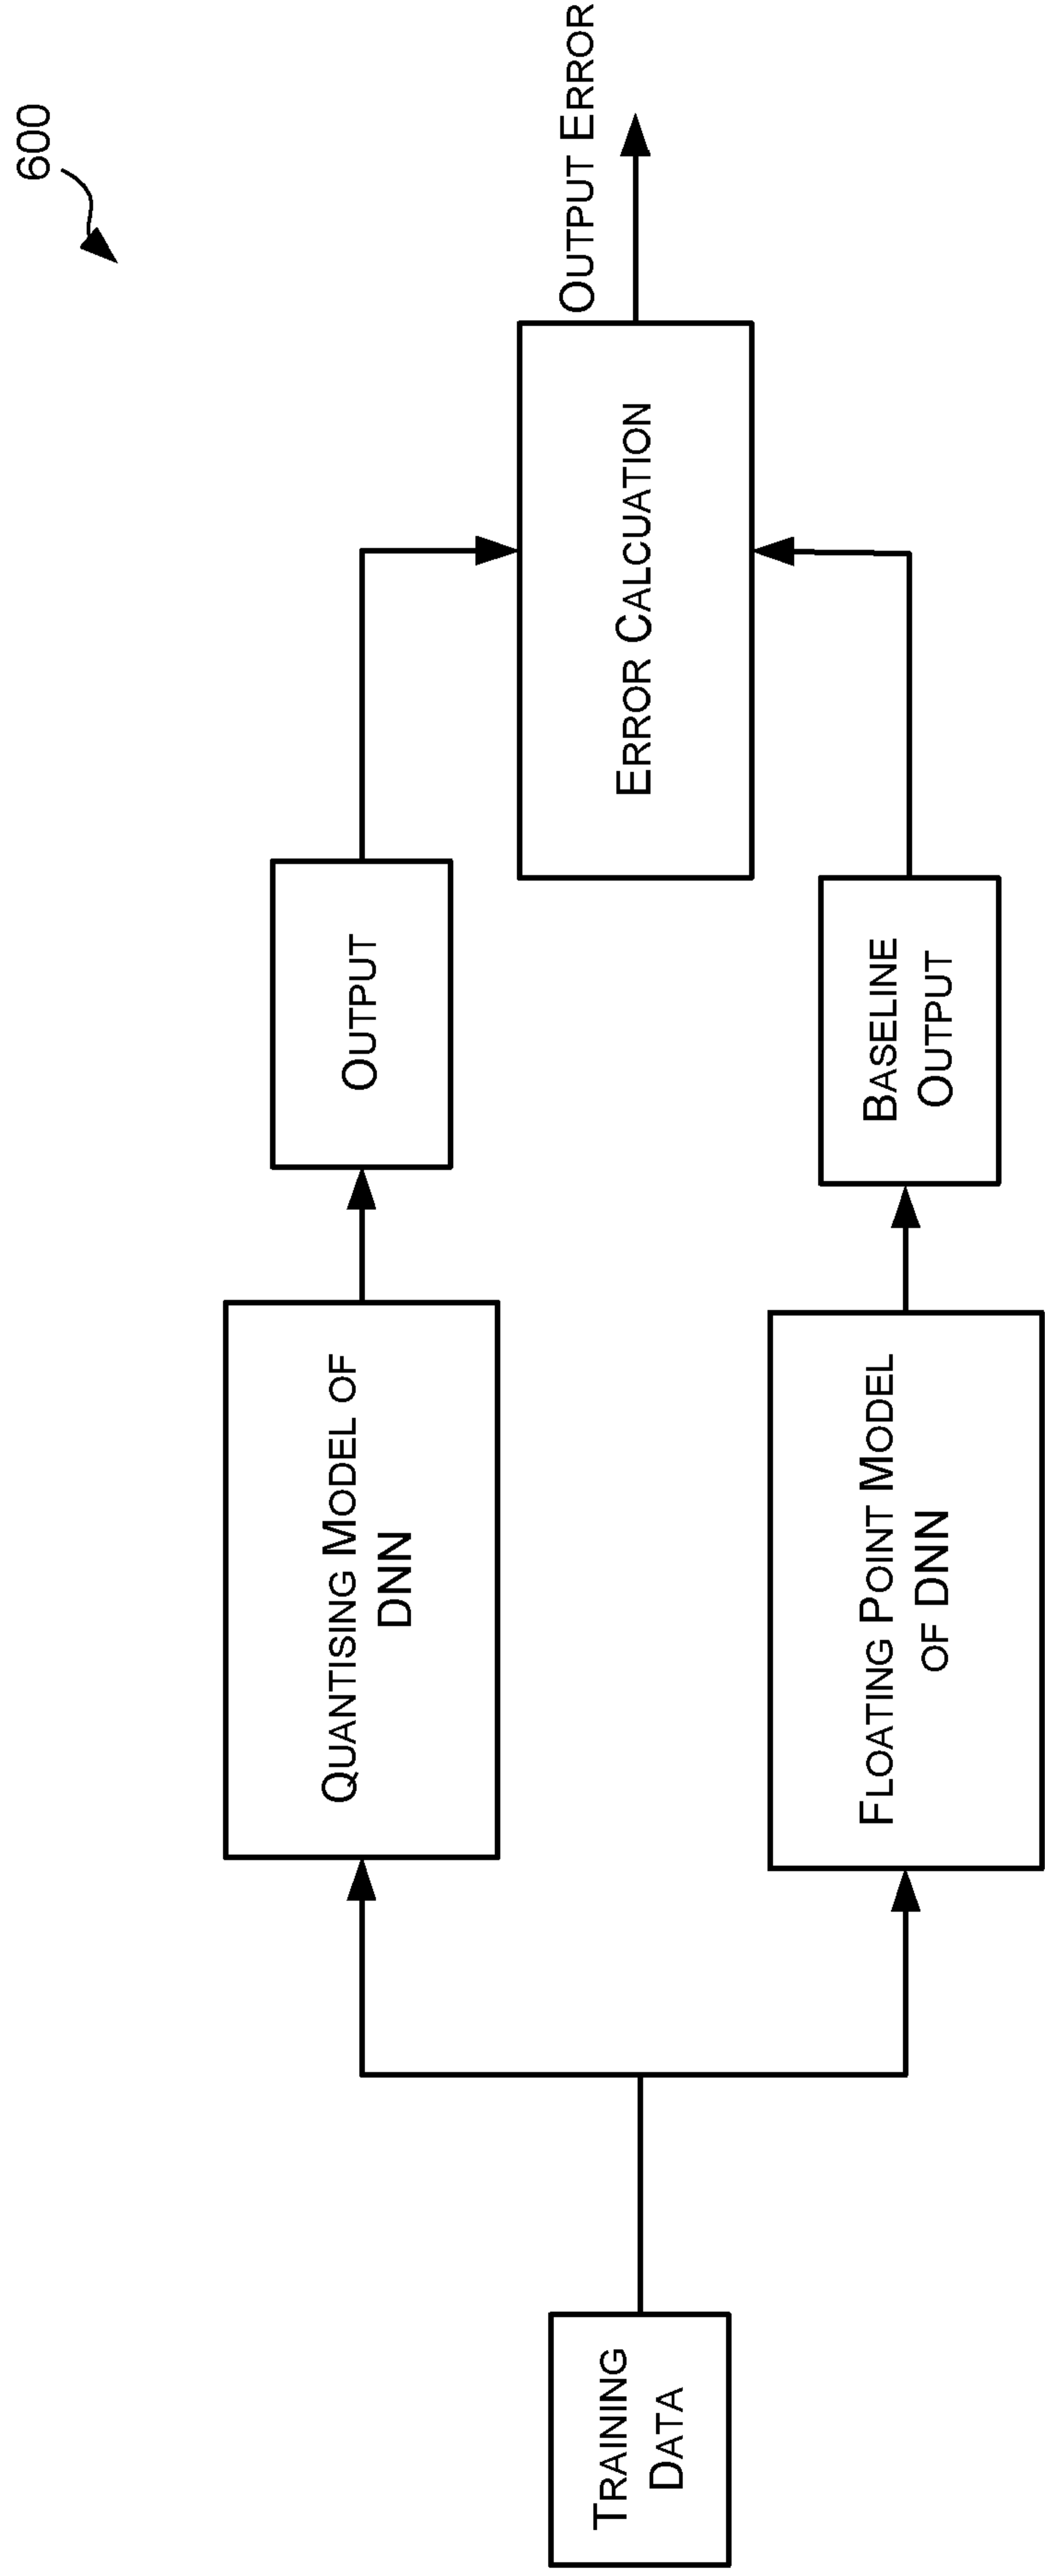 600
TRAINING
DATA
QUANTISING MODEL OF
DNN
FLOATING POINT MODEL
OF DNN
OUTPUT
BASELINE
OUTPUT
ERROR CALCUATION
OUTPUT ERROR